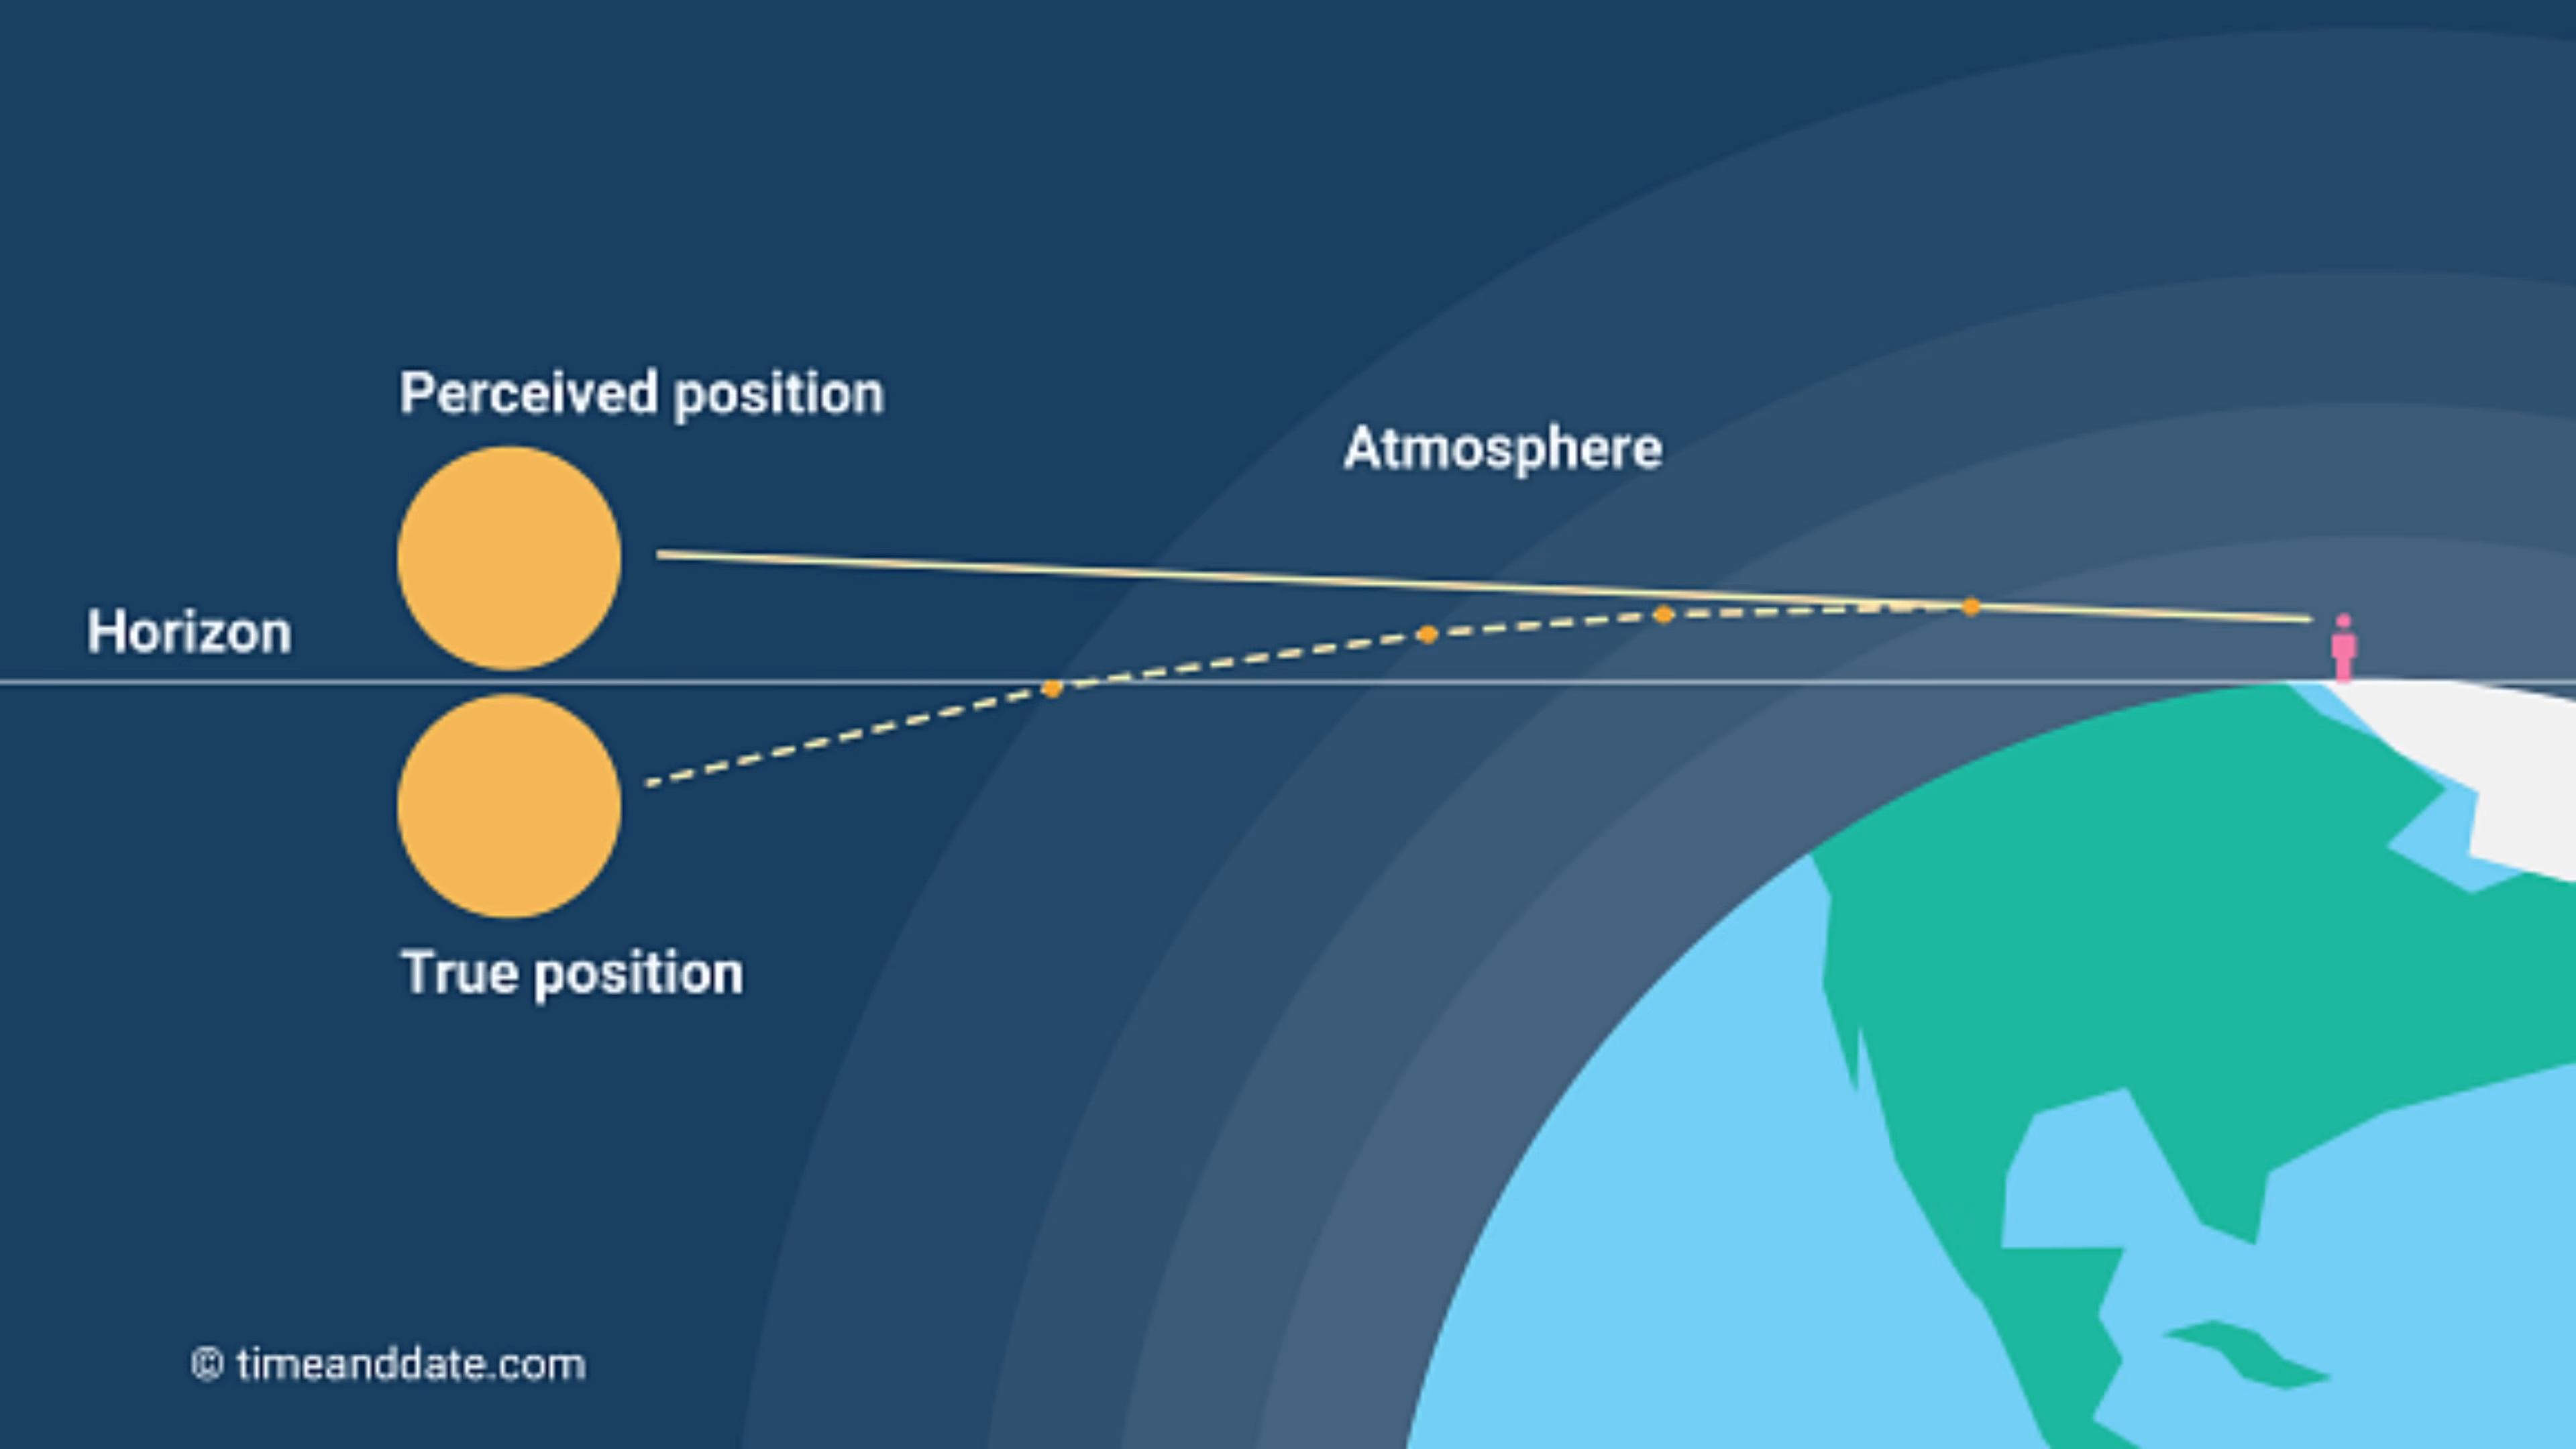 Perceived position
Atmosphere
Horizon
True position
© timeanddate.com